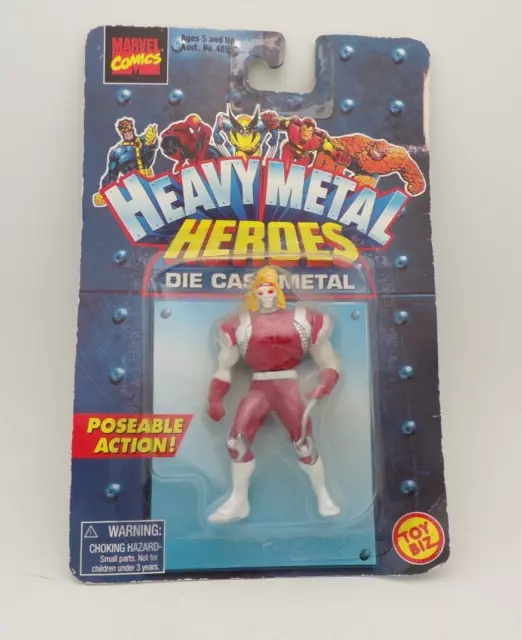 MARVEL
COMICS
Ages 5 and Up
Asst. No.
HEAVY METAL
HEROES
DIE CAST METAL
POSEABLE
ACTION!
WARNING:
CHOKING HAZARD-
Small parts. Not for
children under 3 years.
TOY
BIZ